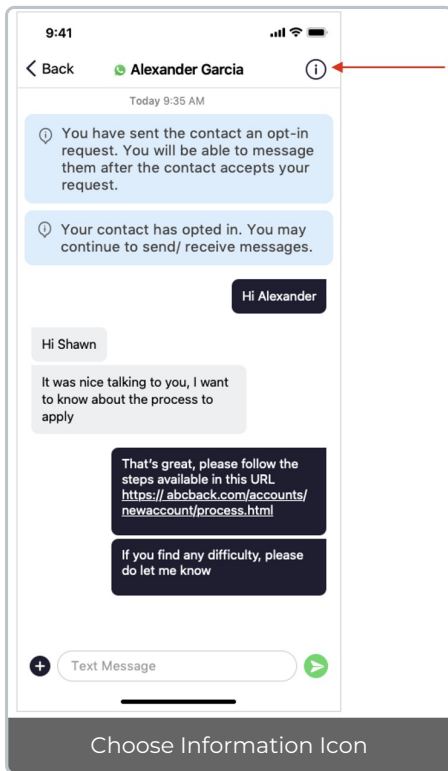 9:41
Back
Alexander Garcia
Today 9:35 AM
You have sent the contact an opt-in
request. You will be able to message
them after the contact accepts your
request.
Your contact has opted in. You may
continue to send/ receive messages.
Hi Alexander
Hi Shawn
It was nice talking to you, I want
to know about the process to
apply
That's great, please follow the
steps available in this URL
https:// abcback.com/accounts/
newaccount/process.html
If you find any difficulty, please
do let me know
Text Message
Choose Information Icon